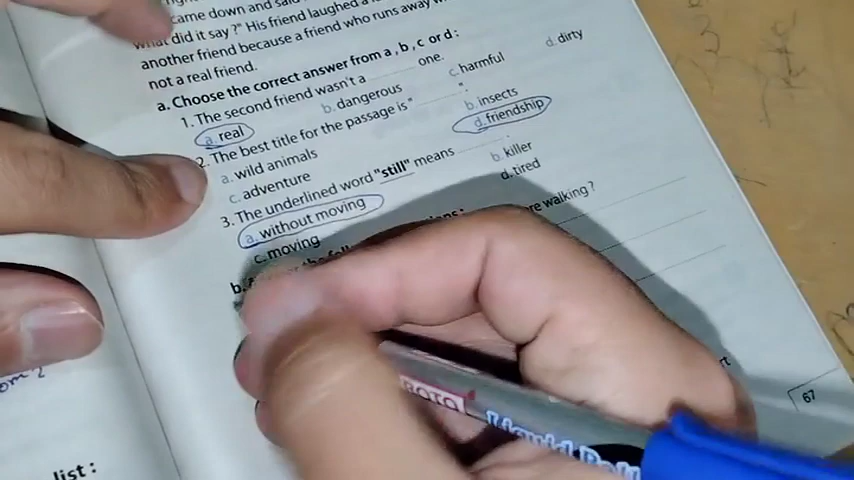 came down and said
what did it say?" His friend laughed a
another friend because a friend who runs away
not a real friend.
a. Choose the correct answer from a , b , c or d :
1. The second friend wasn't a ........ one.
a. real b. dangerous c. harmful d. dirty
2. The best title for the passage is" ........ ".
a. wild animals b. insects
c. adventure d. friendship
3. The underlined word "still" means ........ .
a. without moving b. killer
c. moving d. tired
b. re walking ?
67
list :